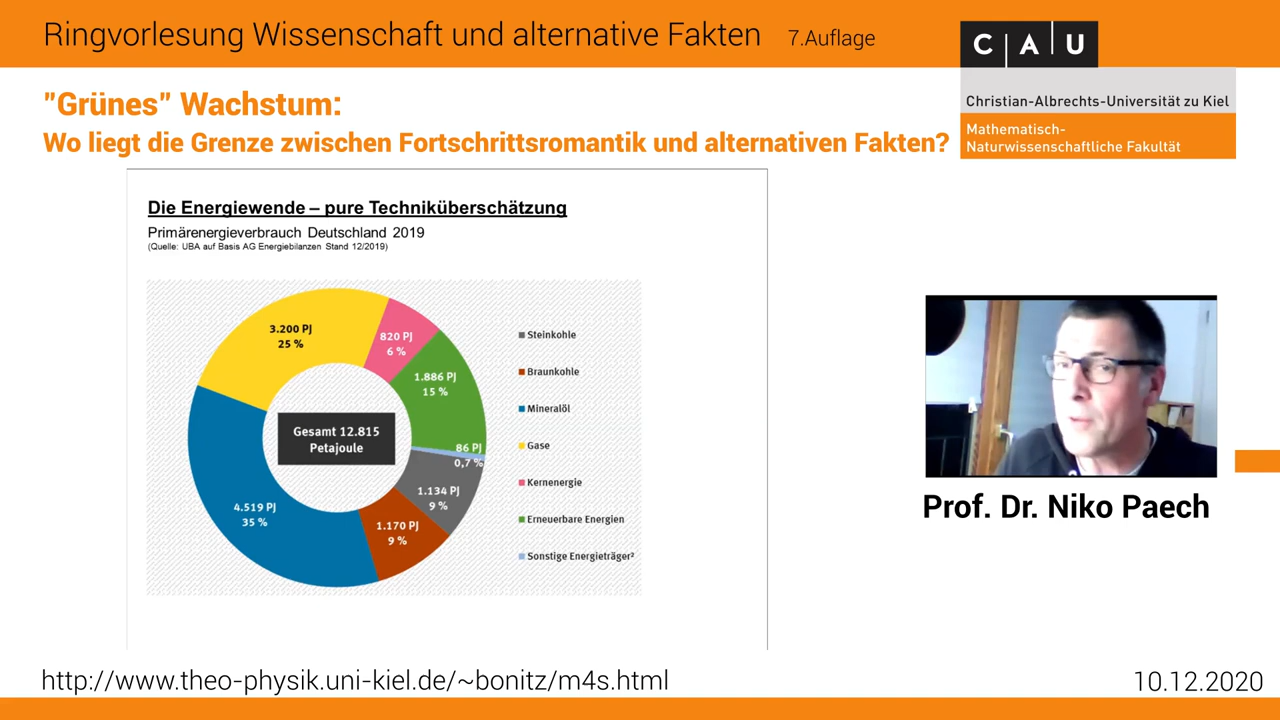 Ringvorlesung Wissenschaft und alternative Fakten 7.Auflage
C A U
Christian-Albrechts-Universität zu Kiel
Mathematisch-
Naturwissenschaftliche Fakultät
"Grünes" Wachstum:
Wo liegt die Grenze zwischen Fortschrittsromantik und alternativen Fakten?
Die Energiewende – pure Techniküberschätzung
Primärenergieverbrauch Deutschland 2019
(Quelle: UBA auf Basis AG Energiebilanzen Stand 12/2019)
3.200 PJ
25 %
820 PJ
6 %
1.886 PJ
15 %
86 PJ
0,7 %
1.134 PJ
9 %
1.170 PJ
9 %
4.519 PJ
35 %
Gesamt 12.815
Petajoule
Steinkohle
Braunkohle
Mineralöl
Gase
Kernenergie
Erneuerbare Energien
Sonstige Energieträger²
Prof. Dr. Niko Paech
http://www.theo-physik.uni-kiel.de/~bonitz/m4s.html
10.12.2020